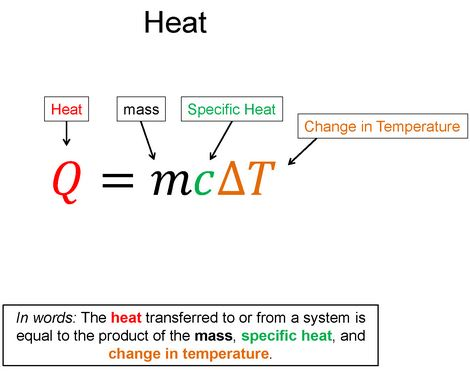 Heat
Heat
mass
Specific Heat
Change in Temperature
Q = mcΔT
In words: The heat transferred to or from a system is
equal to the product of the mass, specific heat, and
change in temperature.